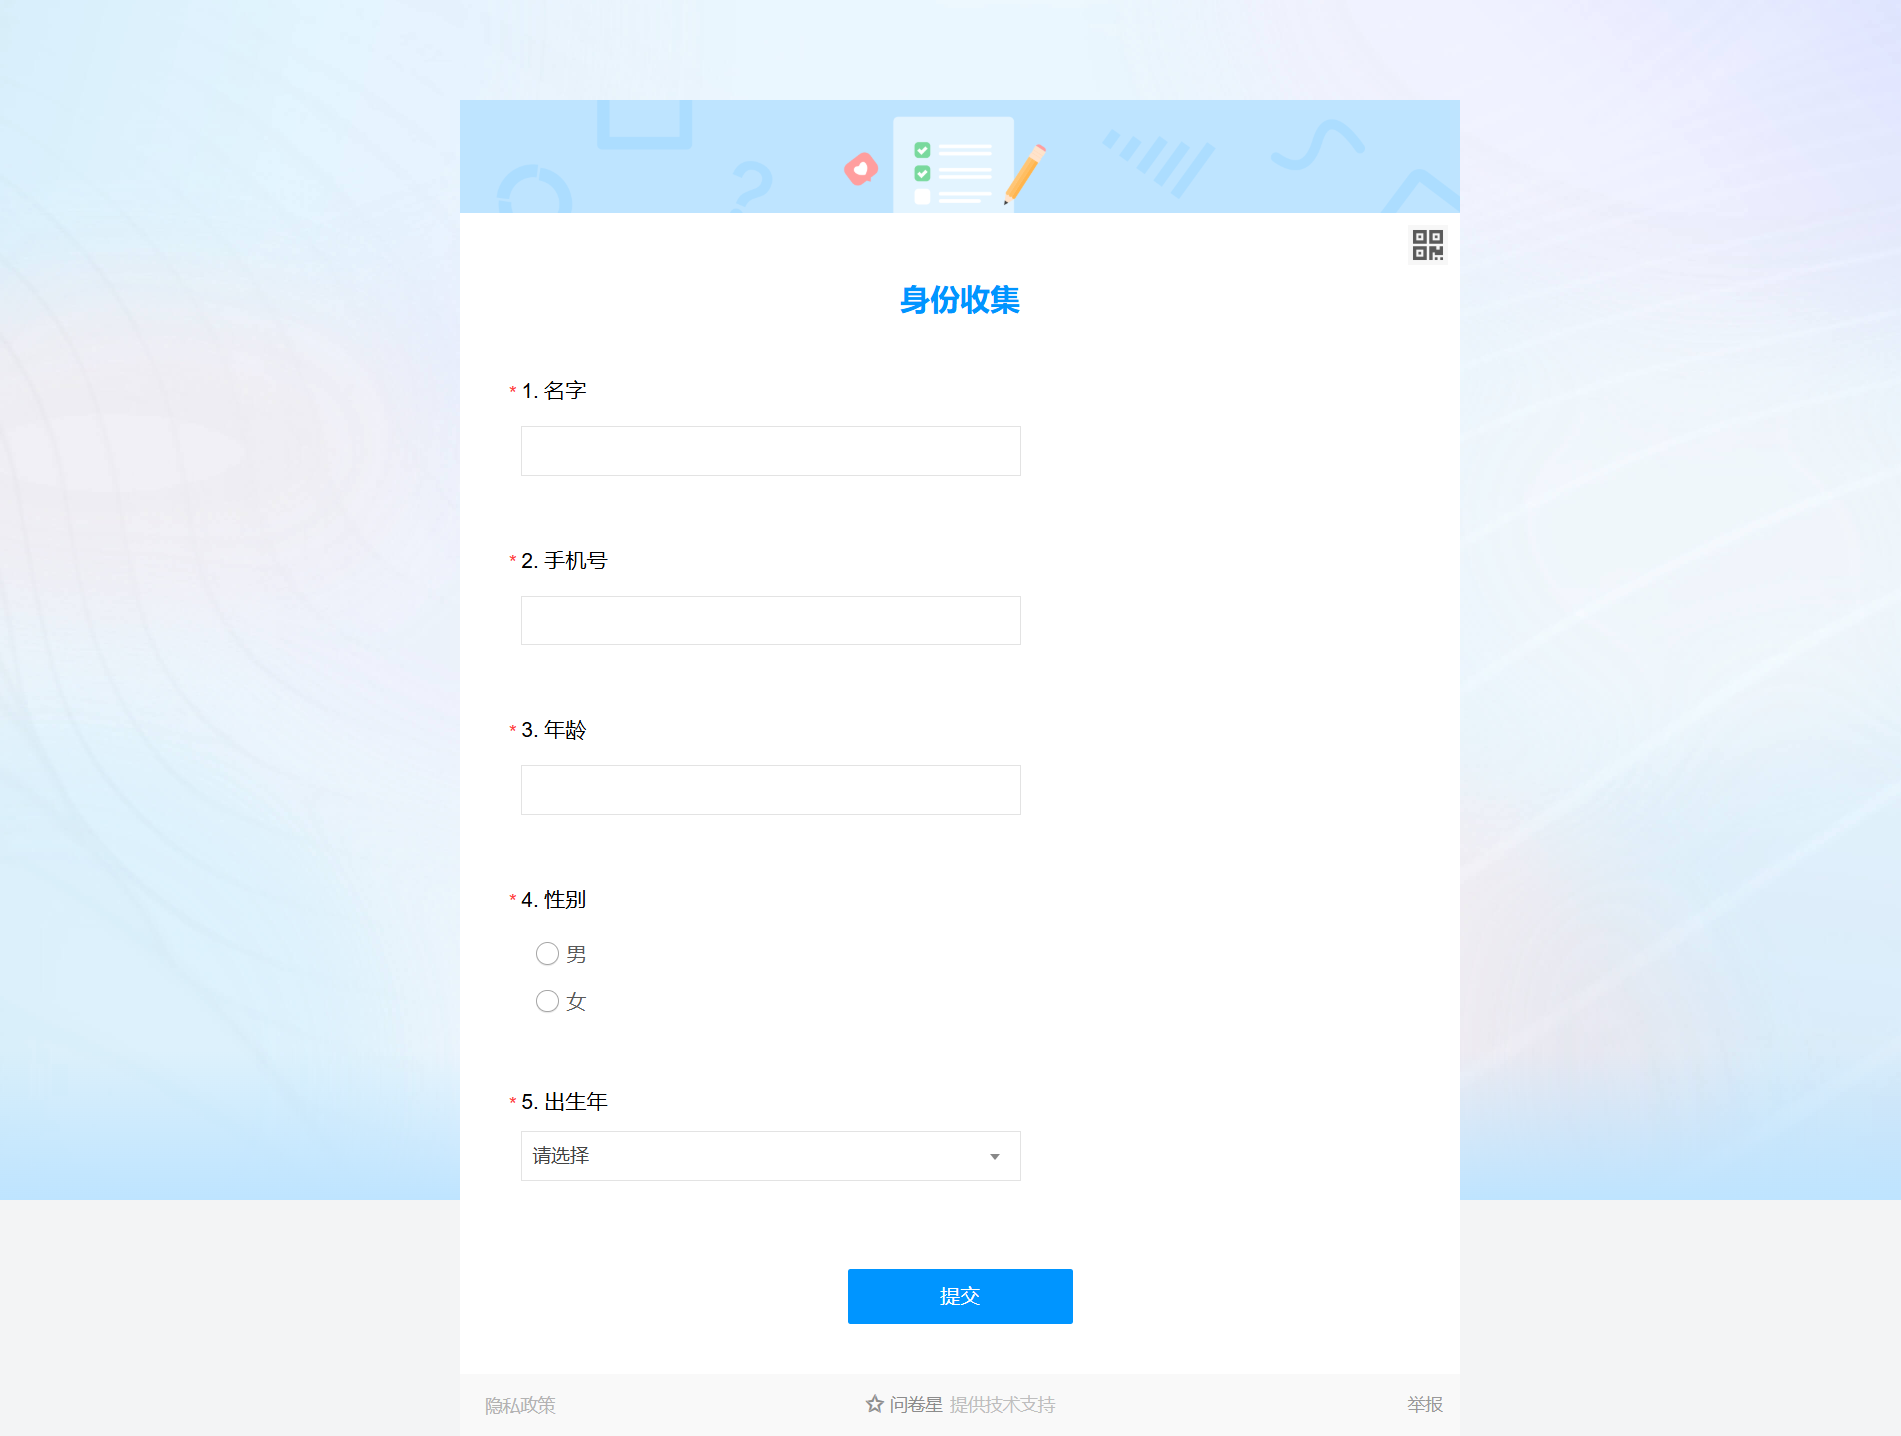 身份收集
* 1. 名字
* 2. 手机号
* 3. 年龄
* 4. 性别
男
女
* 5. 出生年
请选择
提交
隐私政策 问卷星 提供技术支持 举报